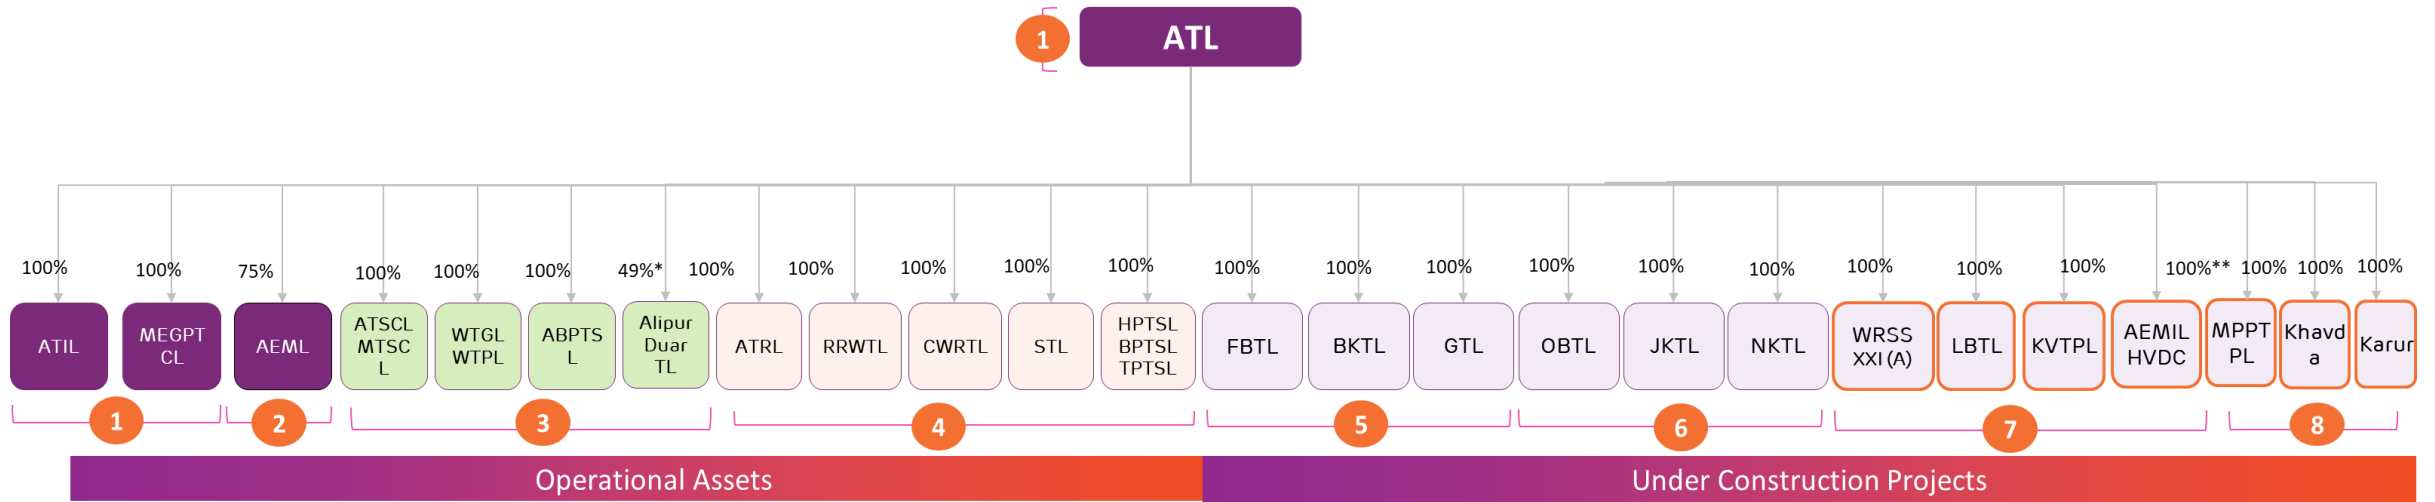 1
ATL
100%
100%
75%
100%
100%
100%
49%*
100%
100%
100%
100%
100%
100%
100%
100%
100%
100%
100%
100%
100%
100%
100%**
100%
100%
100%
ATIL
MEGPT
CL
AEML
ATSCL
MTSC
L
WTGL
WTPL
ABPTS
L
Alipur
Duar
TL
ATRL
RRWTL
CWRTL
STL
HPTSL
BPTSL
TPTSL
FBTL
BKTL
GTL
OBTL
JKTL
NKTL
WRSS
XXI (A)
LBTL
KVTPL
AEMIL
HVDC
MPPT
PL
Khavd
a
Karur
1
2
3
4
5
6
7
8
Operational Assets
Under Construction Projects